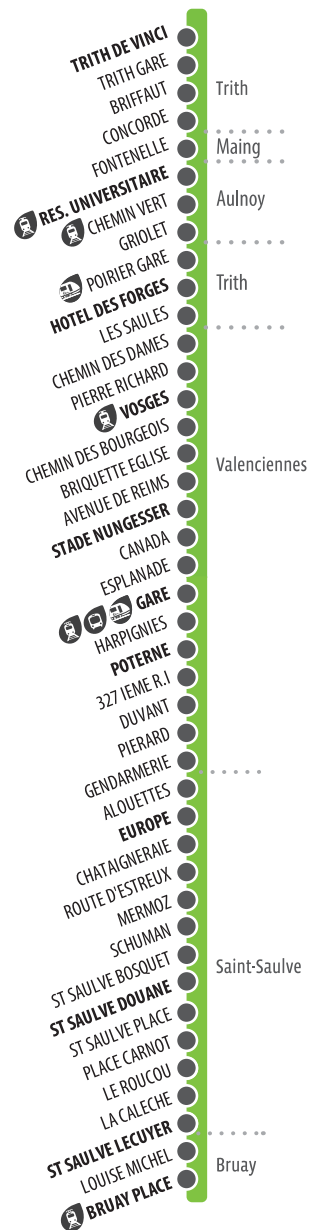 TRITH DE VINCI
TRITH GARE
BRIFFAUT
CONCORDE
Trith
FONTENELLE
Maing
RES. UNIVERSITAIRE
CHEMIN VERT
GRIOLET
Aulnoy
POIRIER GARE
HOTEL DES FORGES
LES SAULES
Trith
CHEMIN DES DAMES
PIERRE RICHARD
VOSGES
CHEMIN DES BOURGEOIS
BRIQUETTE EGLISE
AVENUE DE REIMS
STADE NUNGESSER
CANADA
ESPLANADE
GARE
HARPIGNIES
POTERNE
327 IEME R.I
DUVANT
PIERARD
GENDARMERIE
Valenciennes
ALOUETTES
EUROPE
CHATAIGNERAIE
ROUTE D'ESTREUX
MERMOZ
SCHUMAN
ST SAULVE BOSQUET
ST SAULVE DOUANE
ST SAULVE PLACE
PLACE CARNOT
LE ROUCOU
LA CALECHE
ST SAULVE LECUYER
Saint-Saulve
LOUISE MICHEL
BRUAY PLACE
Bruay